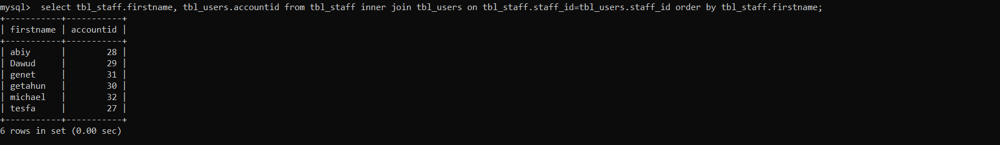 mysql>  select tbl_staff.firstname, tbl_users.accountid from tbl_staff inner join tbl_users on tbl_staff.staff_id=tbl_users.staff_id order by tbl_staff.firstname;
+-----------+-----------+
| firstname | accountid |
+-----------+-----------+
| abiy      |        28 |
| Dawud     |        29 |
| genet     |        31 |
| getahun   |        30 |
| michael   |        32 |
| tesfa     |        27 |
+-----------+-----------+
6 rows in set (0.00 sec)